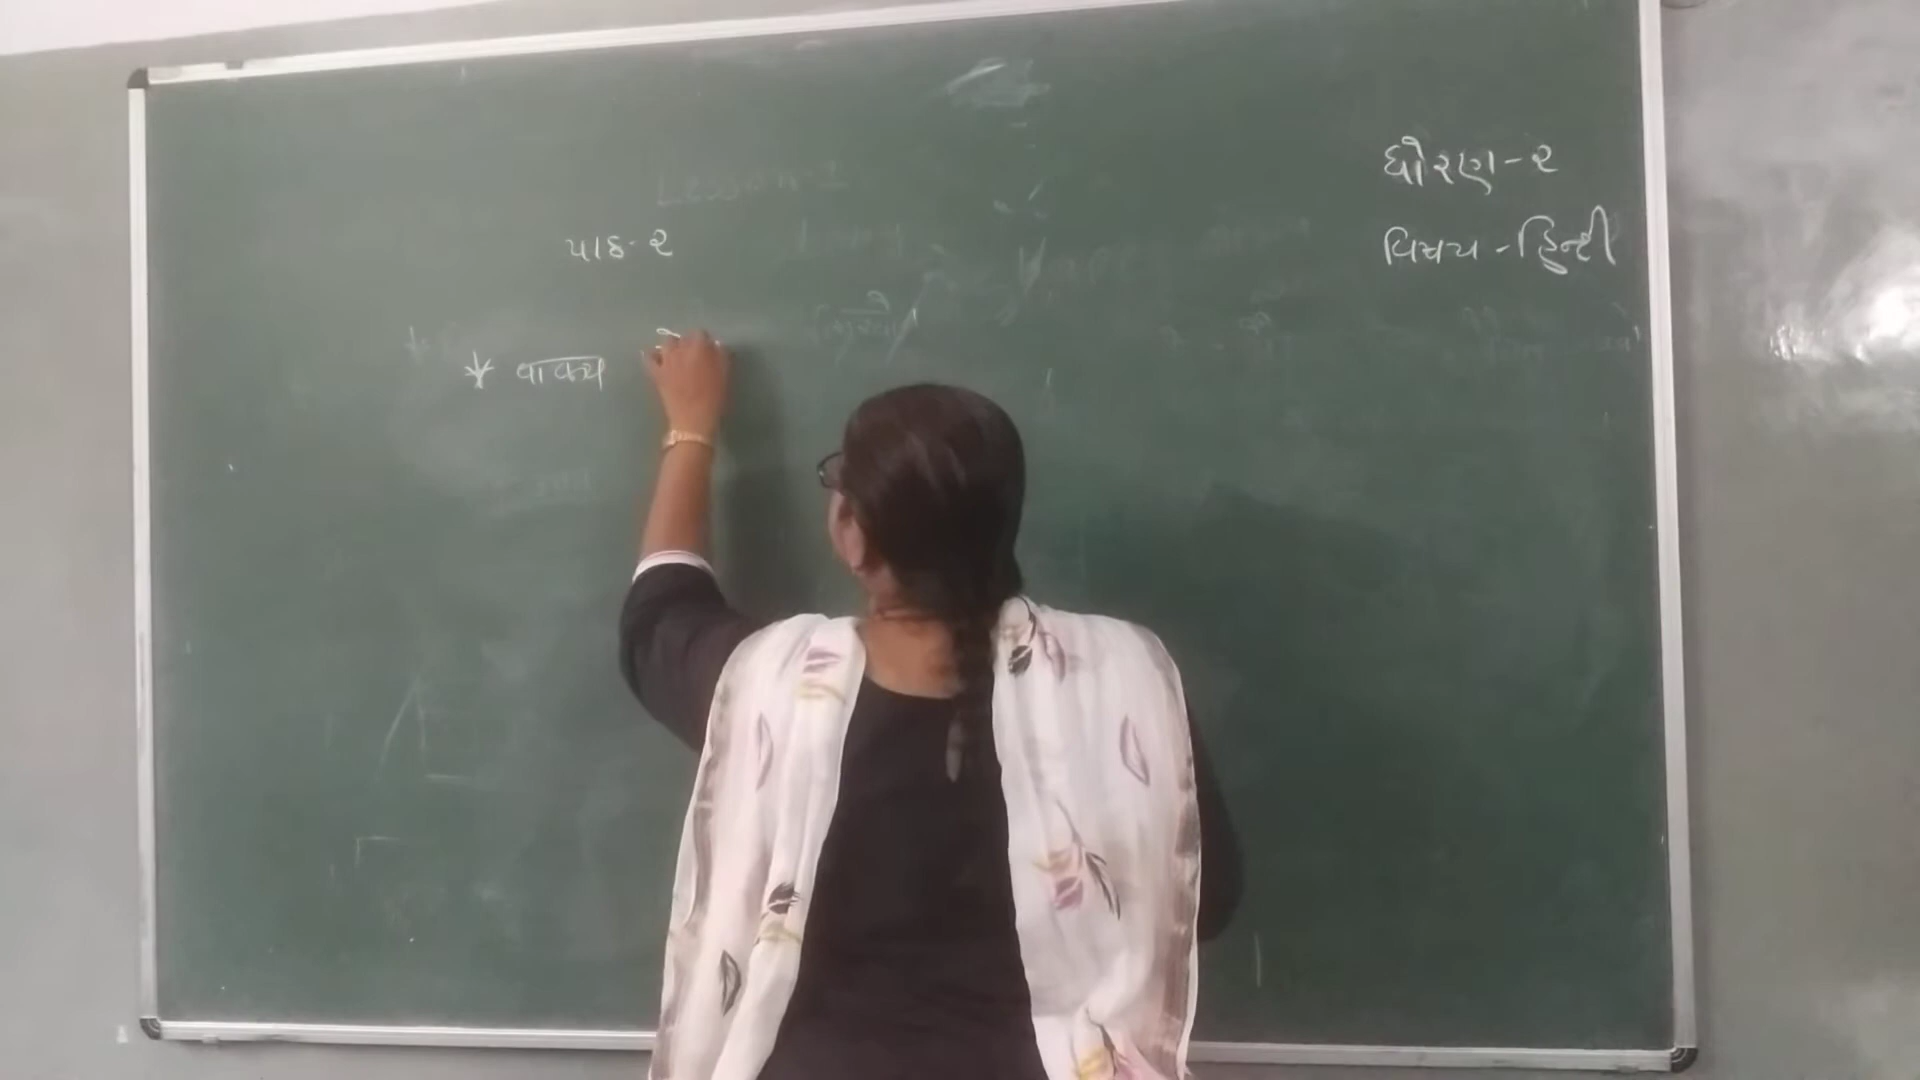 ધોરણ-૨
વિષય-હિન્દી
પાઠ-૨
* वाक्य